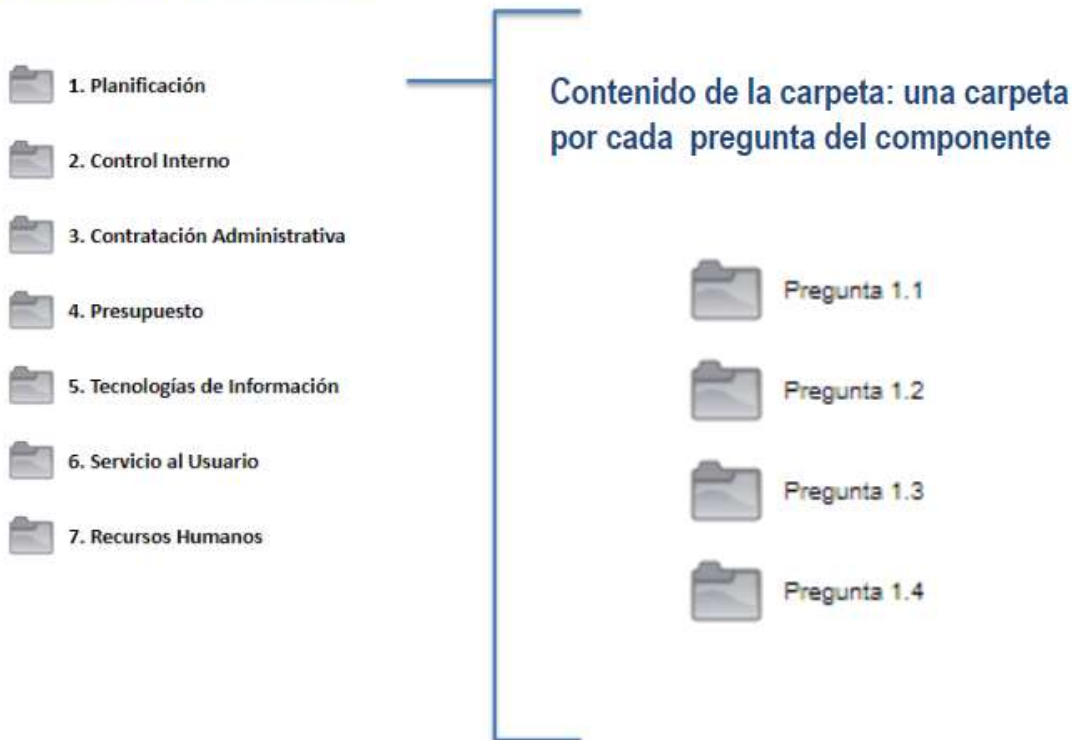 1. Planificación
2. Control Interno
3. Contratación Administrativa
4. Presupuesto
5. Tecnologías de Información
6. Servicio al Usuario
7. Recursos Humanos
Contenido de la carpeta: una carpeta
por cada pregunta del componente
Pregunta 1.1
Pregunta 1.2
Pregunta 1.3
Pregunta 1.4